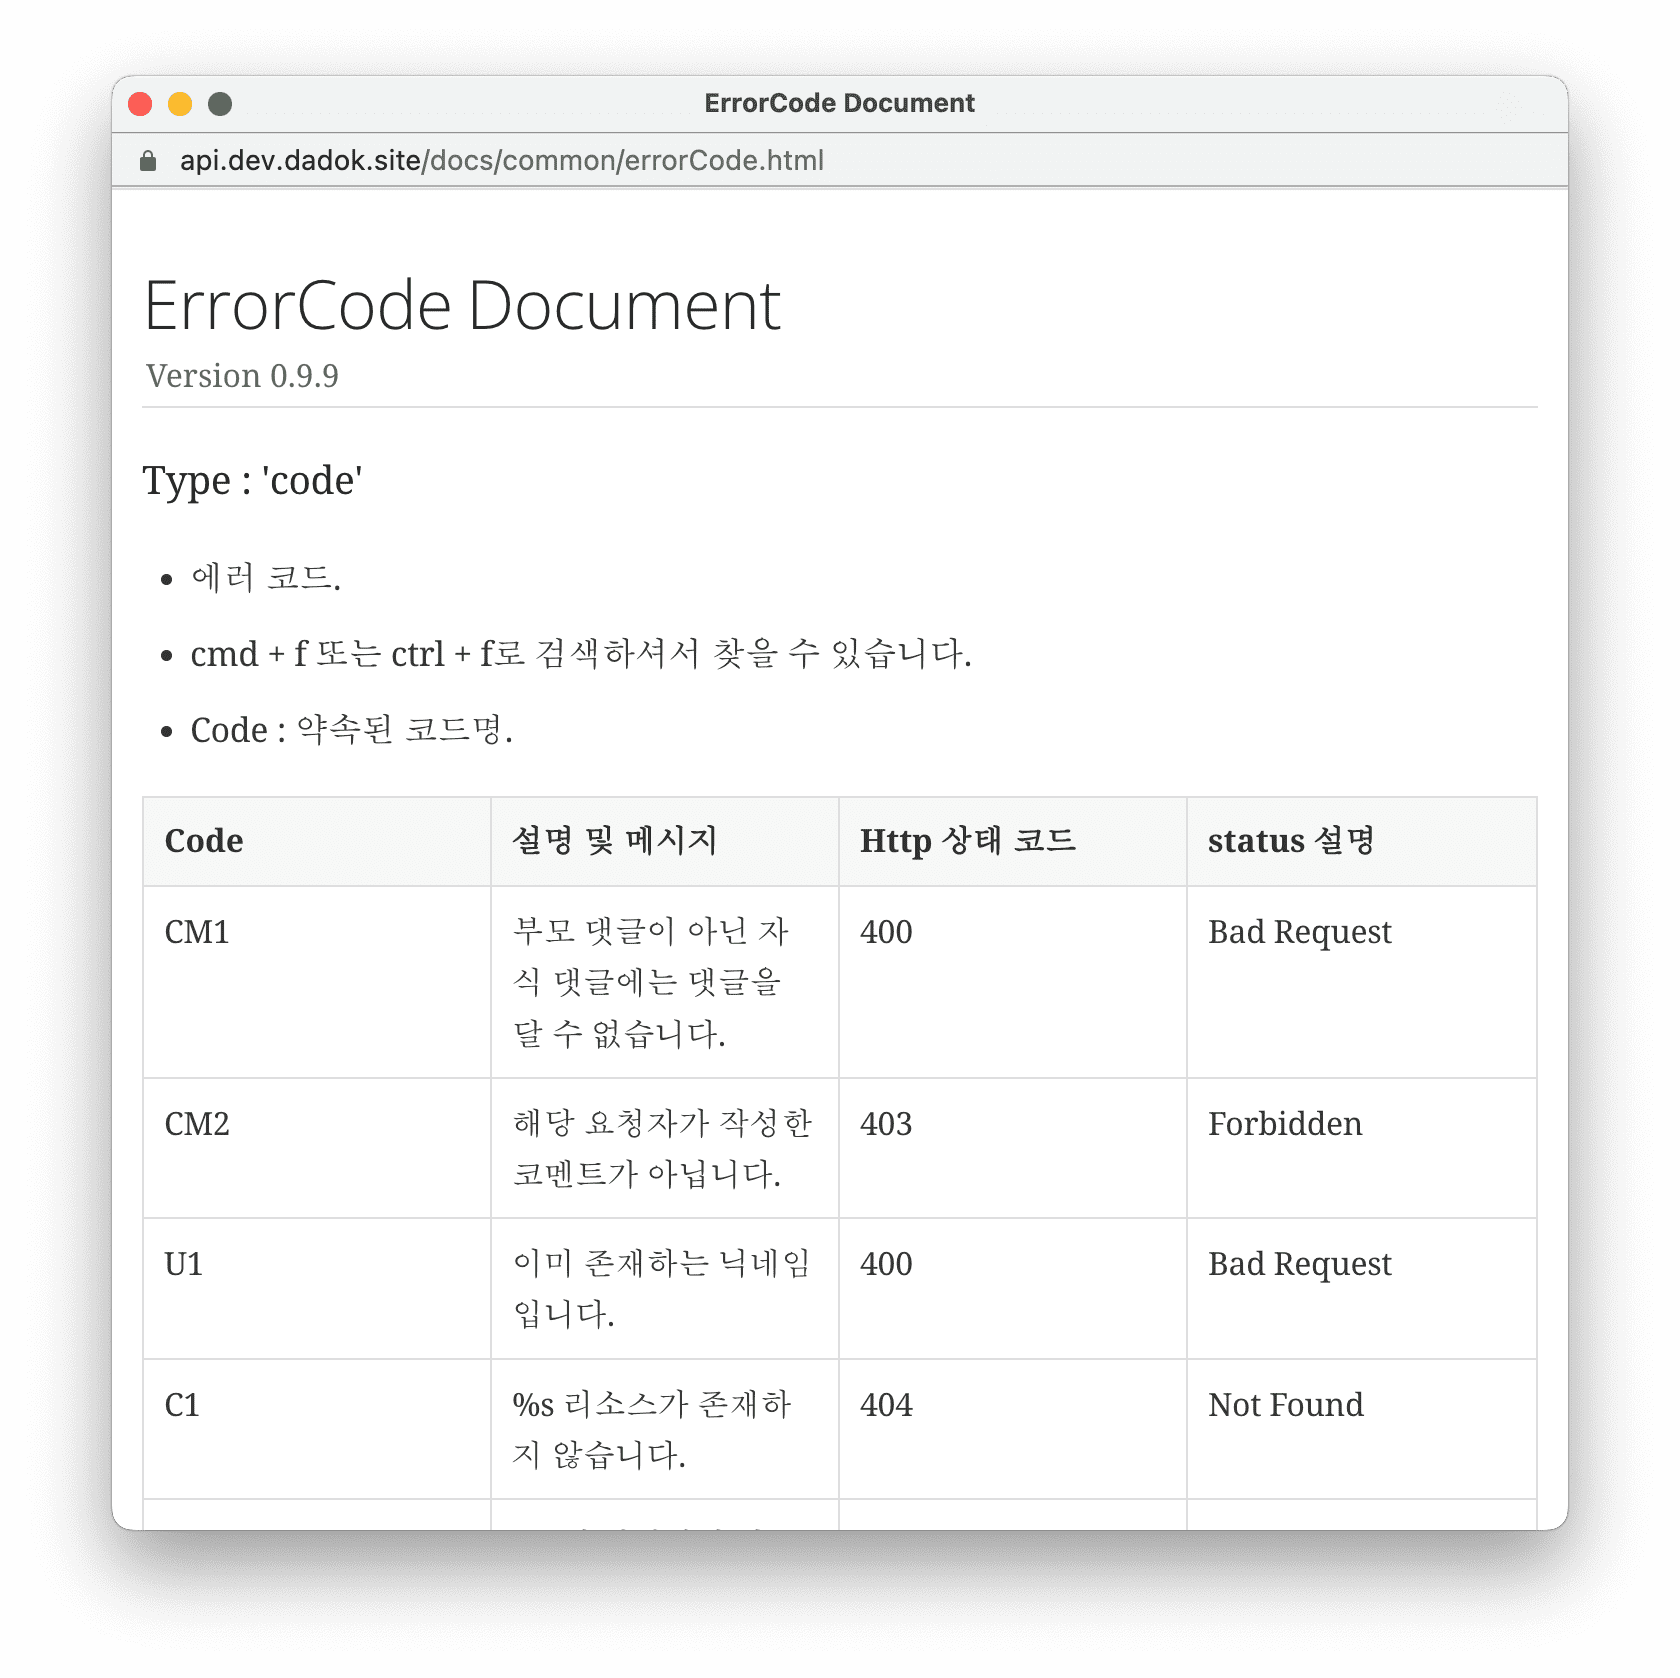 ErrorCode Document
api.dev.dadok.site/docs/common/errorCode.html
ErrorCode Document
Version 0.9.9
Type : 'code'
• 에러 코드.
• cmd + f 또는 ctrl + f로 검색하셔서 찾을 수 있습니다.
• Code : 약속된 코드명.
Code 설명 및 메시지 Http 상태 코드 status 설명
CM1 부모 댓글이 아닌 자 400 Bad Request
식 댓글에는 댓글을
달 수 없습니다.
CM2 해당 요청자가 작성한 403 Forbidden
코멘트가 아닙니다.
U1 이미 존재하는 닉네임 400 Bad Request
입니다.
C1 %s 리소스가 존재하 404 Not Found
지 않습니다.